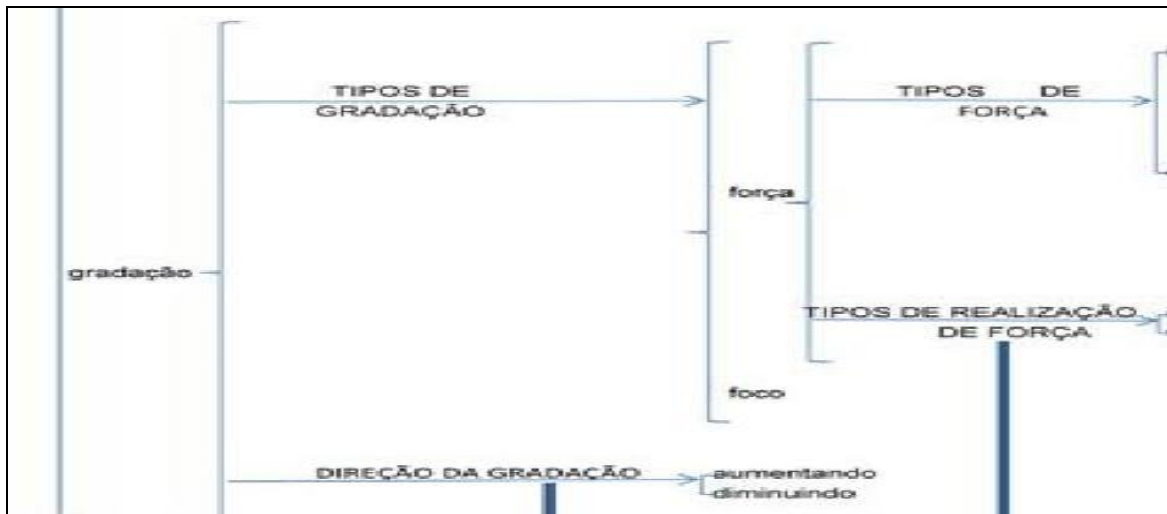 TIPOS DE
GRADAÇÃO
TIPOS DE
FORÇA
força
gradação
TIPOS DE REALIZAÇÃO
DE FORÇA
foco
DIREÇÃO DA GRADAÇÃO
aumentando
diminuindo